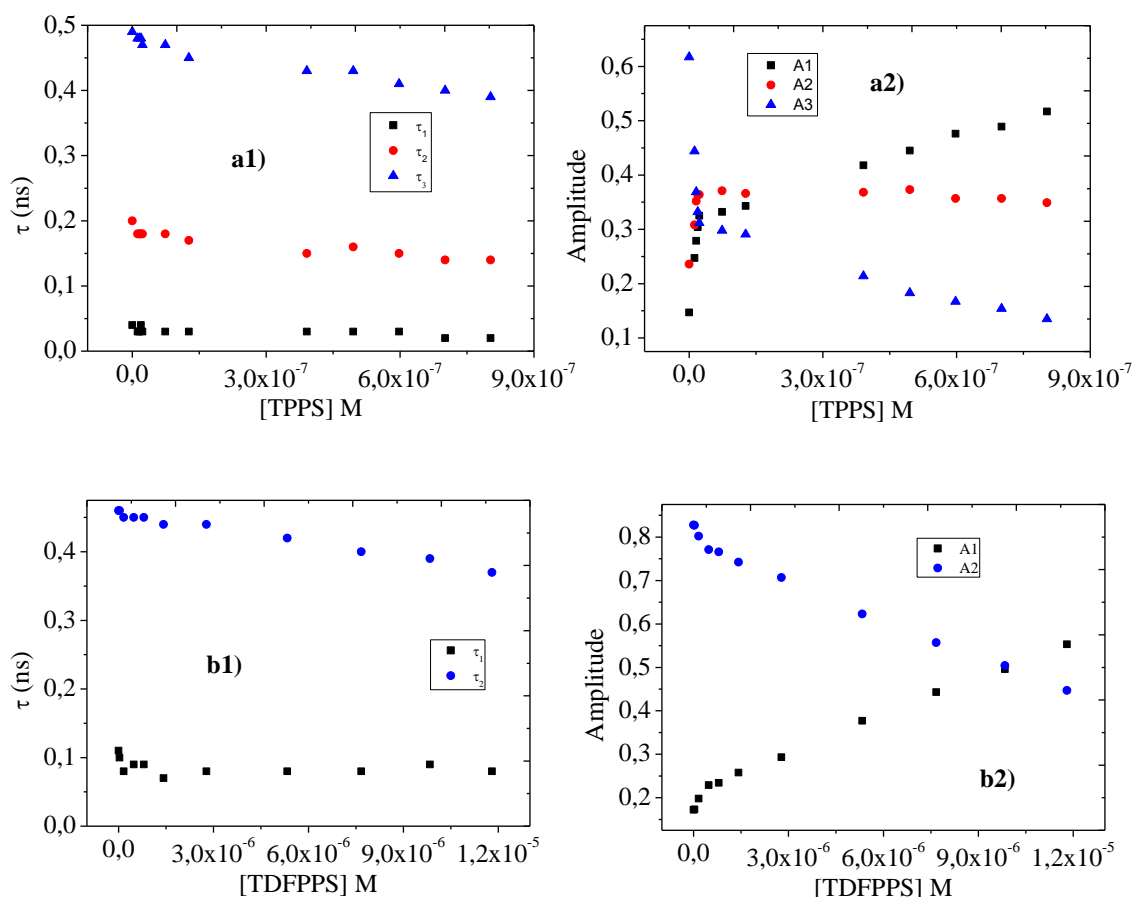 0,5
0,4
0,3
0,2
0,1
0,0
τ (ns)
a1)
τ1
τ2
τ3
0,0
3,0x10-7
6,0x10-7
9,0x10-7
[TPPS] M
0,6
0,5
0,4
0,3
0,2
0,1
Amplitude
A1
A2
A3
a2)
0,0
3,0x10-7
6,0x10-7
9,0x10-7
[TPPS] M
0,4
0,3
0,2
0,1
0,0
τ (ns)
b1)
τ1
τ2
0,0
3,0x10-6
6,0x10-6
9,0x10-6
1,2x10-5
[TDFPPS] M
0,8
0,7
0,6
0,5
0,4
0,3
0,2
Amplitude
A1
A2
b2)
0,0
3,0x10-6
6,0x10-6
9,0x10-6
1,2x10-5
[TDFPPS] M